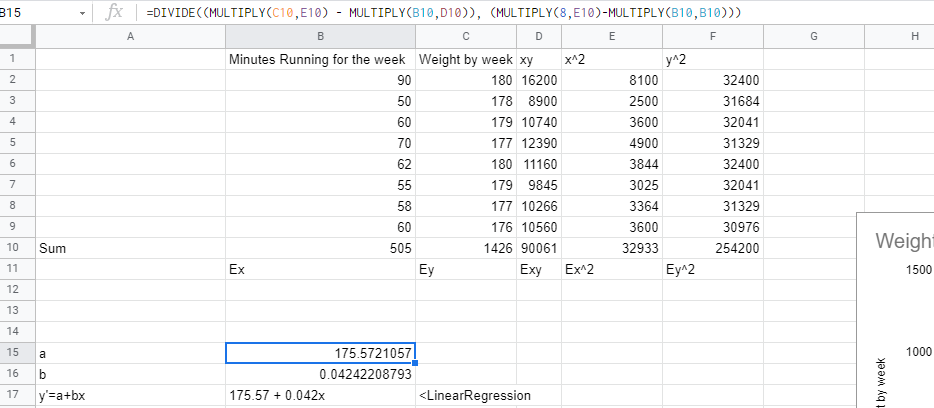 B15 fx =DIVIDE((MULTIPLY(C10,E10) - MULTIPLY(B10,D10)), (MULTIPLY(8,E10)-MULTIPLY(B10,B10)))
A B C D E F G H
1 Minutes Running for the week Weight by week xy x^2 y^2
2 90 180 16200 8100 32400
3 50 178 8900 2500 31684
4 60 179 10740 3600 32041
5 70 177 12390 4900 31329
6 62 180 11160 3844 32400
7 55 179 9845 3025 32041
8 58 177 10266 3364 31329
9 60 176 10560 3600 30976
10 Sum 505 1426 90061 32933 254200
Weight
11 Ex Ey Exy Ex^2 Ey^2 1500
12
13
14
15 a 175.5721057 1000
16 b 0.04242208793
17 y'=a+bx 175.57 + 0.042x <LinearRegression
t by week